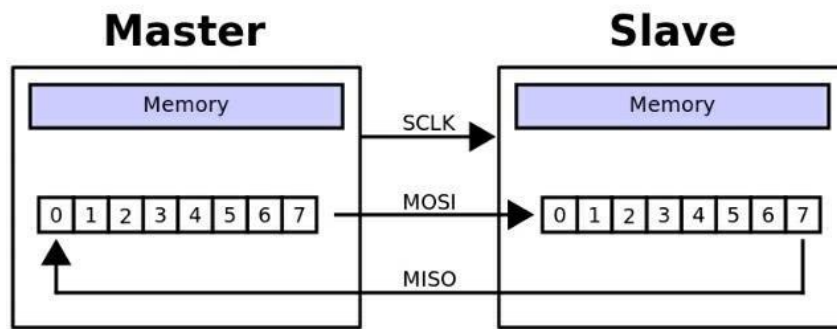 Master Slave
Memory Memory
SCLK
0 1 2 3 4 5 6 7 MOSI 0 1 2 3 4 5 6 7
MISO